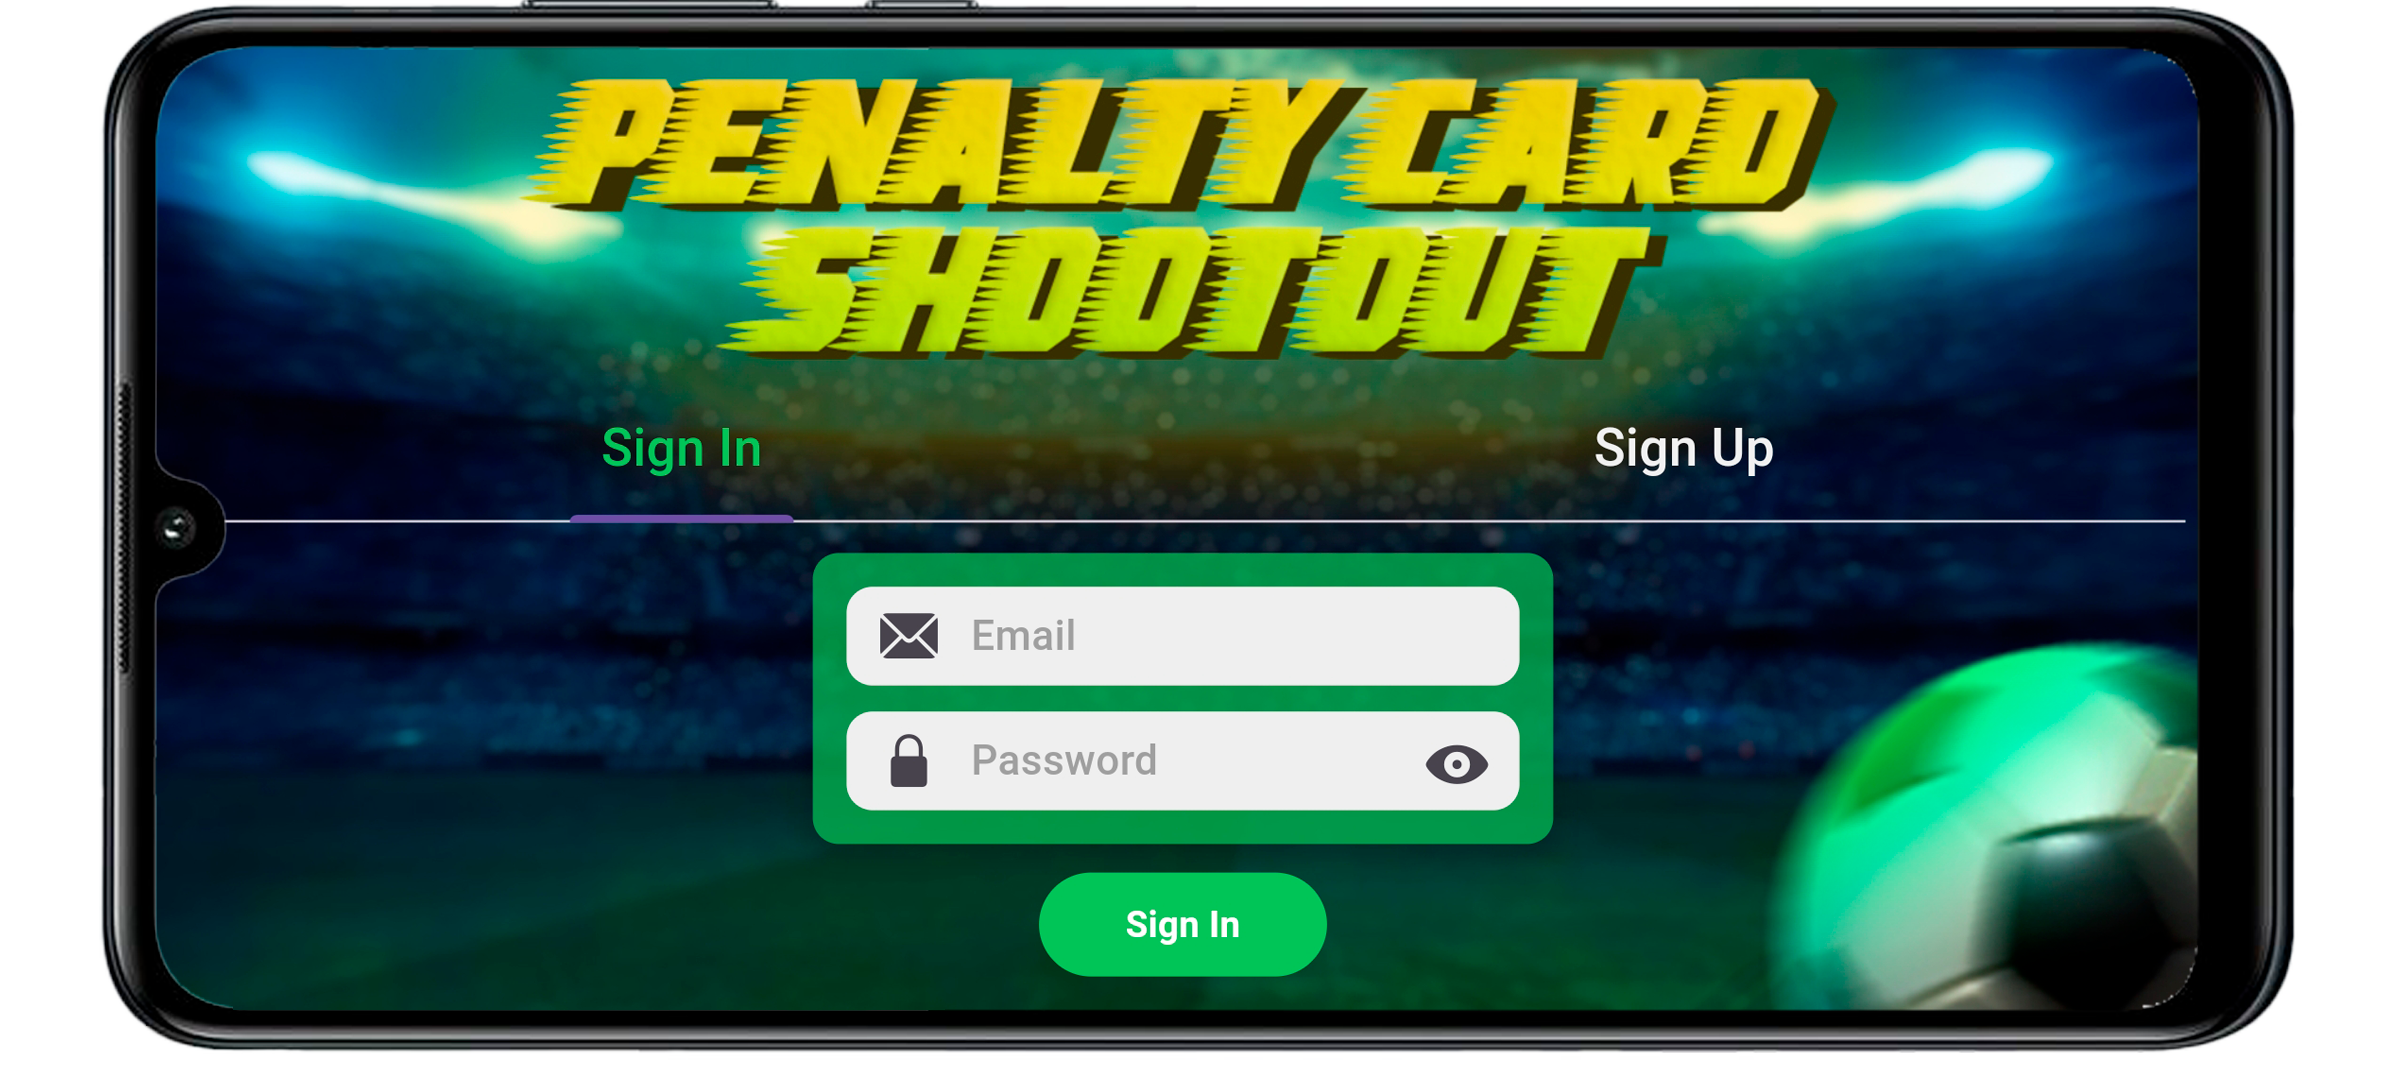 PENALTY CARD
SHOOTOUT
Sign In
Sign Up
Email
Password
Sign In